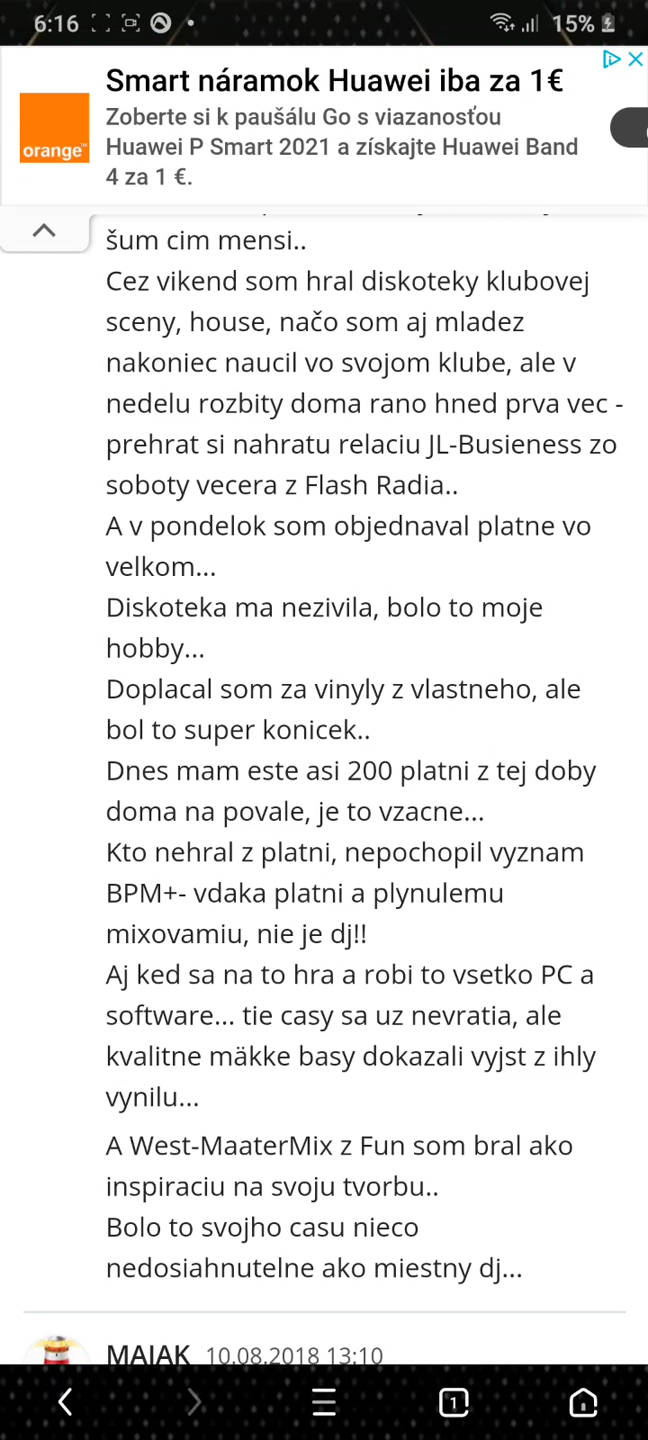 6:16
15%
Smart náramok Huawei iba za 1€
Zoberte si k paušálu Go s viazanosťou
Huawei P Smart 2021 a získajte Huawei Band
4 za 1 €.
orange™
šum cim mensi..
Cez vikend som hral diskoteky klubovej
sceny, house, načo som aj mladez
nakoniec naucil vo svojom klube, ale v
nedelu rozbity doma rano hned prva vec -
prehrat si nahratu relaciu JL-Busieness zo
soboty vecera z Flash Radia..
A v pondelok som objednaval platne vo
velkom...
Diskoteka ma nezivila, bolo to moje
hobby...
Doplacal som za vinyly z vlastneho, ale
bol to super konicek..
Dnes mam este asi 200 platni z tej doby
doma na povale, je to vzacne...
Kto nehral z platni, nepochopil vyznam
BPM+- vdaka platni a plynulemu
mixovamiu, nie je dj!!
Aj ked sa na to hra a robi to vsetko PC a
software... tie casy sa uz nevratia, ale
kvalitne mäkke basy dokazali vyjst z ihly
vynilu...
A West-MaaterMix z Fun som bral ako
inspiraciu na svoju tvorbu..
Bolo to svojho casu nieco
nedosiahnutelne ako miestny dj...
MAJAK 10.08.2018 13:10
1